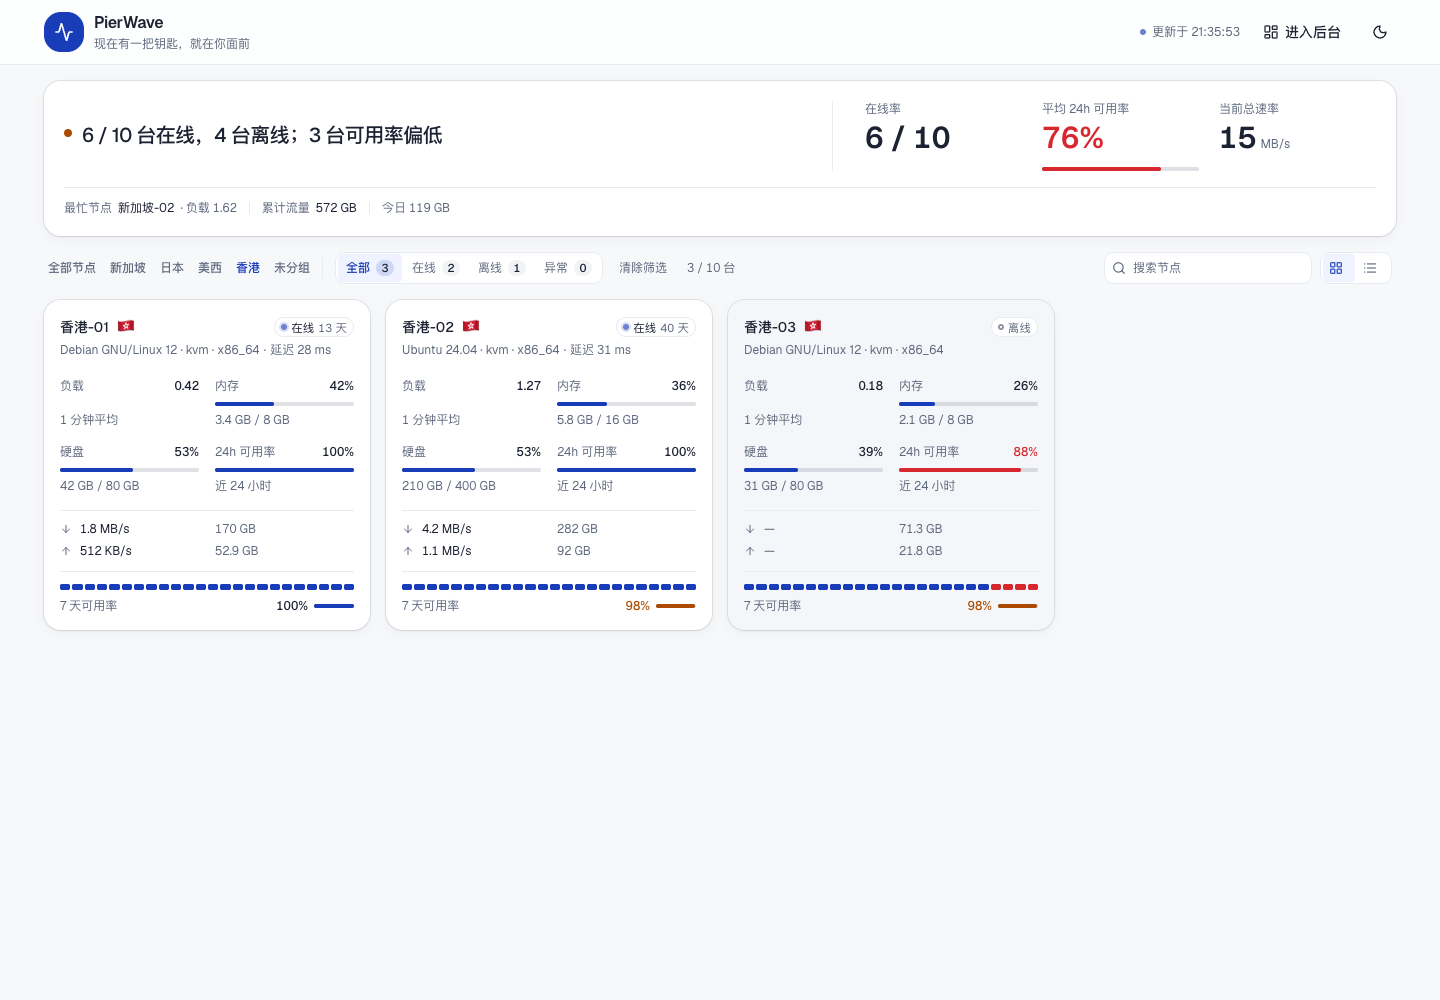 PierWave
现在有一把钥匙，就在你面前
更新于 21:35:53
进入后台
6 / 10 台在线，4 台离线；3 台可用率偏低
在线率
6 / 10
平均 24h 可用率
76%
当前总速率
15 MB/s
最忙节点 新加坡-02 · 负载 1.62
累计流量 572 GB
今日 119 GB
全部节点 新加坡 日本 美西 香港 未分组
全部 3 在线 2 离线 1 异常 0
清除筛选 3 / 10 台
搜索节点
香港-01
在线 13 天
Debian GNU/Linux 12 · kvm · x86_64 · 延迟 28 ms
负载 0.42
内存 42%
1 分钟平均
3.4 GB / 8 GB
硬盘 53%
24h 可用率 100%
42 GB / 80 GB
近 24 小时
↓ 1.8 MB/s 170 GB
↑ 512 KB/s 52.9 GB
7 天可用率 100%
香港-02
在线 40 天
Ubuntu 24.04 · kvm · x86_64 · 延迟 31 ms
负载 1.27
内存 36%
1 分钟平均
5.8 GB / 16 GB
硬盘 53%
24h 可用率 100%
210 GB / 400 GB
近 24 小时
↓ 4.2 MB/s 282 GB
↑ 1.1 MB/s 92 GB
7 天可用率 98%
香港-03
离线
Debian GNU/Linux 12 · kvm · x86_64
负载 0.18
内存 26%
1 分钟平均
2.1 GB / 8 GB
硬盘 39%
24h 可用率 88%
31 GB / 80 GB
近 24 小时
↓ — 71.3 GB
↑ — 21.8 GB
7 天可用率 98%